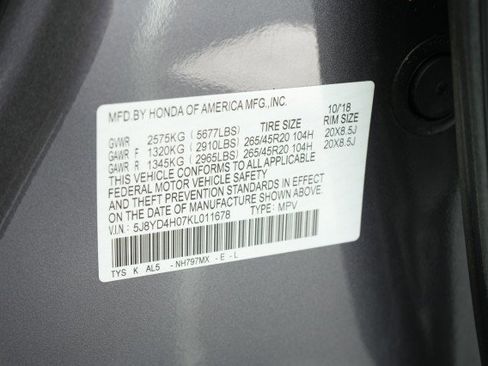 MFD.BY HONDA OF AMERICA MFG.,INC. 10/18
TIRE SIZE RIM SIZE
GVWR 2575KG ( 5677LBS)
GAWR F 1320KG ( 2910LBS) 265/45R20 104H 20X8.5J
GAWR R 1345KG ( 2965LBS) 265/45R20 104H 20X8.5J
THIS VEHICLE CONFORMS TO ALL APPLICABLE
FEDERAL MOTOR VEHICLE SAFETY
AND THEFT PREVENTION STANDARDS IN EFFECT
ON THE DATE OF MANUFACTURE SHOWN ABOVE.
V.I.N: 5J8YD4H07KL011678 TYPE: MPV
TYS K AL5 -NH797MX -E -L